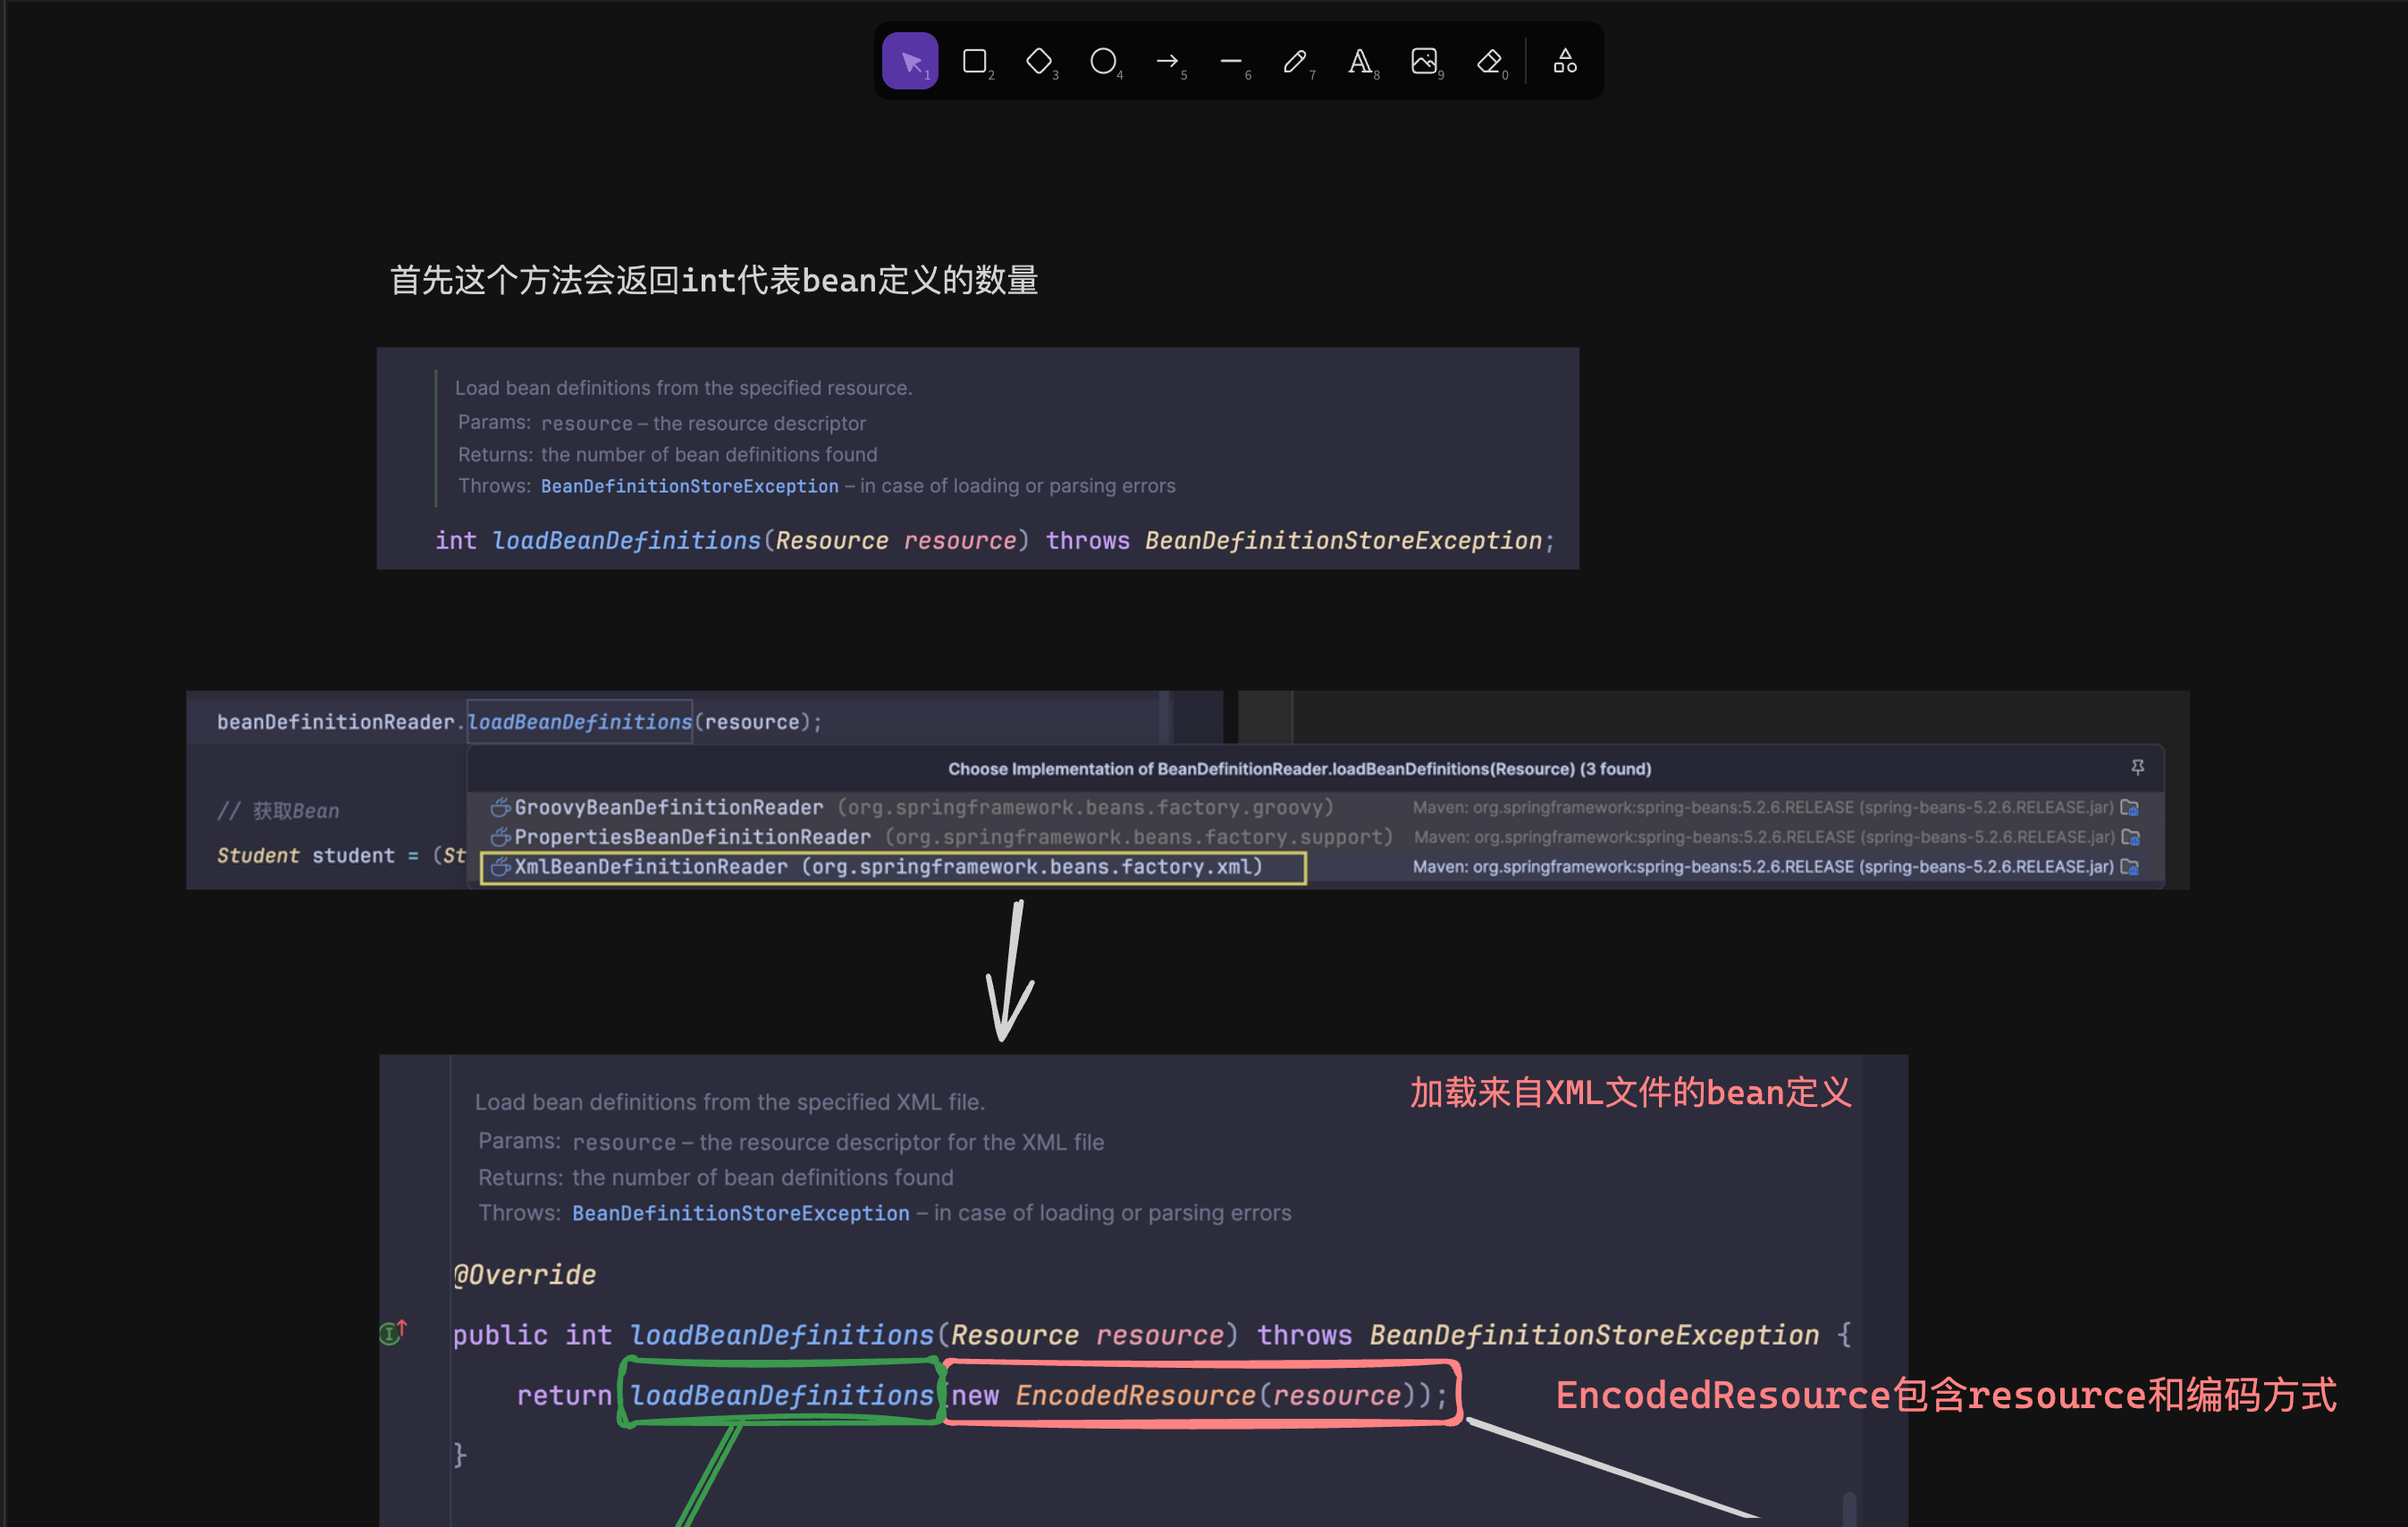 1
2
3
4
5
6
7
A 8
9
0
首先这个方法会返回int代表bean定义的数量
Load bean definitions from the specified resource.
Params: resource – the resource descriptor
Returns: the number of bean definitions found
Throws: BeanDefinitionStoreException – in case of loading or parsing errors
int loadBeanDefinitions(Resource resource) throws BeanDefinitionStoreException;
beanDefinitionReader.loadBeanDefinitions(resource);
Choose Implementation of BeanDefinitionReader.loadBeanDefinitions(Resource) (3 found)
GroovyBeanDefinitionReader (org.springframework.beans.factory.groovy) Maven: org.springframework:spring-beans:5.2.6.RELEASE (spring-beans-5.2.6.RELEASE.jar)
// 获取Bean
PropertiesBeanDefinitionReader (org.springframework.beans.factory.support) Maven: org.springframework:spring-beans:5.2.6.RELEASE (spring-beans-5.2.6.RELEASE.jar)
Student student = (St
XmlBeanDefinitionReader (org.springframework.beans.factory.xml) Maven: org.springframework:spring-beans:5.2.6.RELEASE (spring-beans-5.2.6.RELEASE.jar)
加载来自XML文件的bean定义
Load bean definitions from the specified XML file.
Params: resource – the resource descriptor for the XML file
Returns: the number of bean definitions found
Throws: BeanDefinitionStoreException – in case of loading or parsing errors
@Override
public int loadBeanDefinitions(Resource resource) throws BeanDefinitionStoreException {
return loadBeanDefinitions(new EncodedResource(resource));
EncodedResource包含resource和编码方式
}